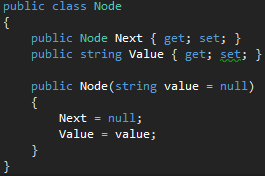 public class Node
{
    public Node Next { get; set; }
    public string Value { get; set; }

    public Node(string value = null)
    {
        Next = null;
        Value = value;
    }
}